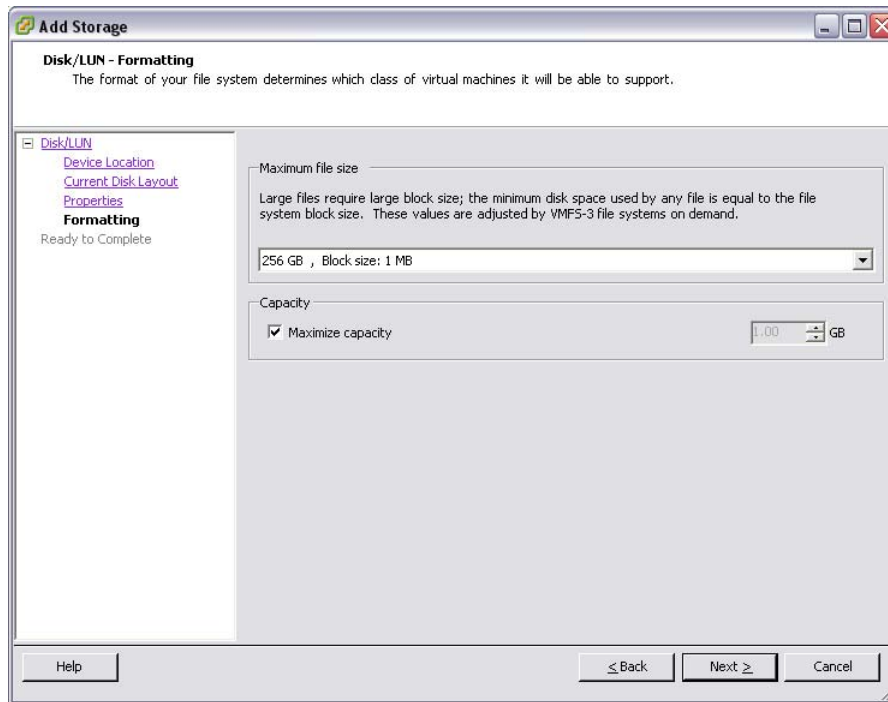 Add Storage
Disk/LUN - Formatting
The format of your file system determines which class of virtual machines it will be able to support.
Disk/LUN
Device Location
Current Disk Layout
Properties
Formatting
Ready to Complete
Maximum file size
Large files require large block size; the minimum disk space used by any file is equal to the file
system block size. These values are adjusted by VMFS-3 file systems on demand.
256 GB , Block size: 1 MB
Capacity
Maximize capacity
1.00 GB
Help
< Back
Next >
Cancel